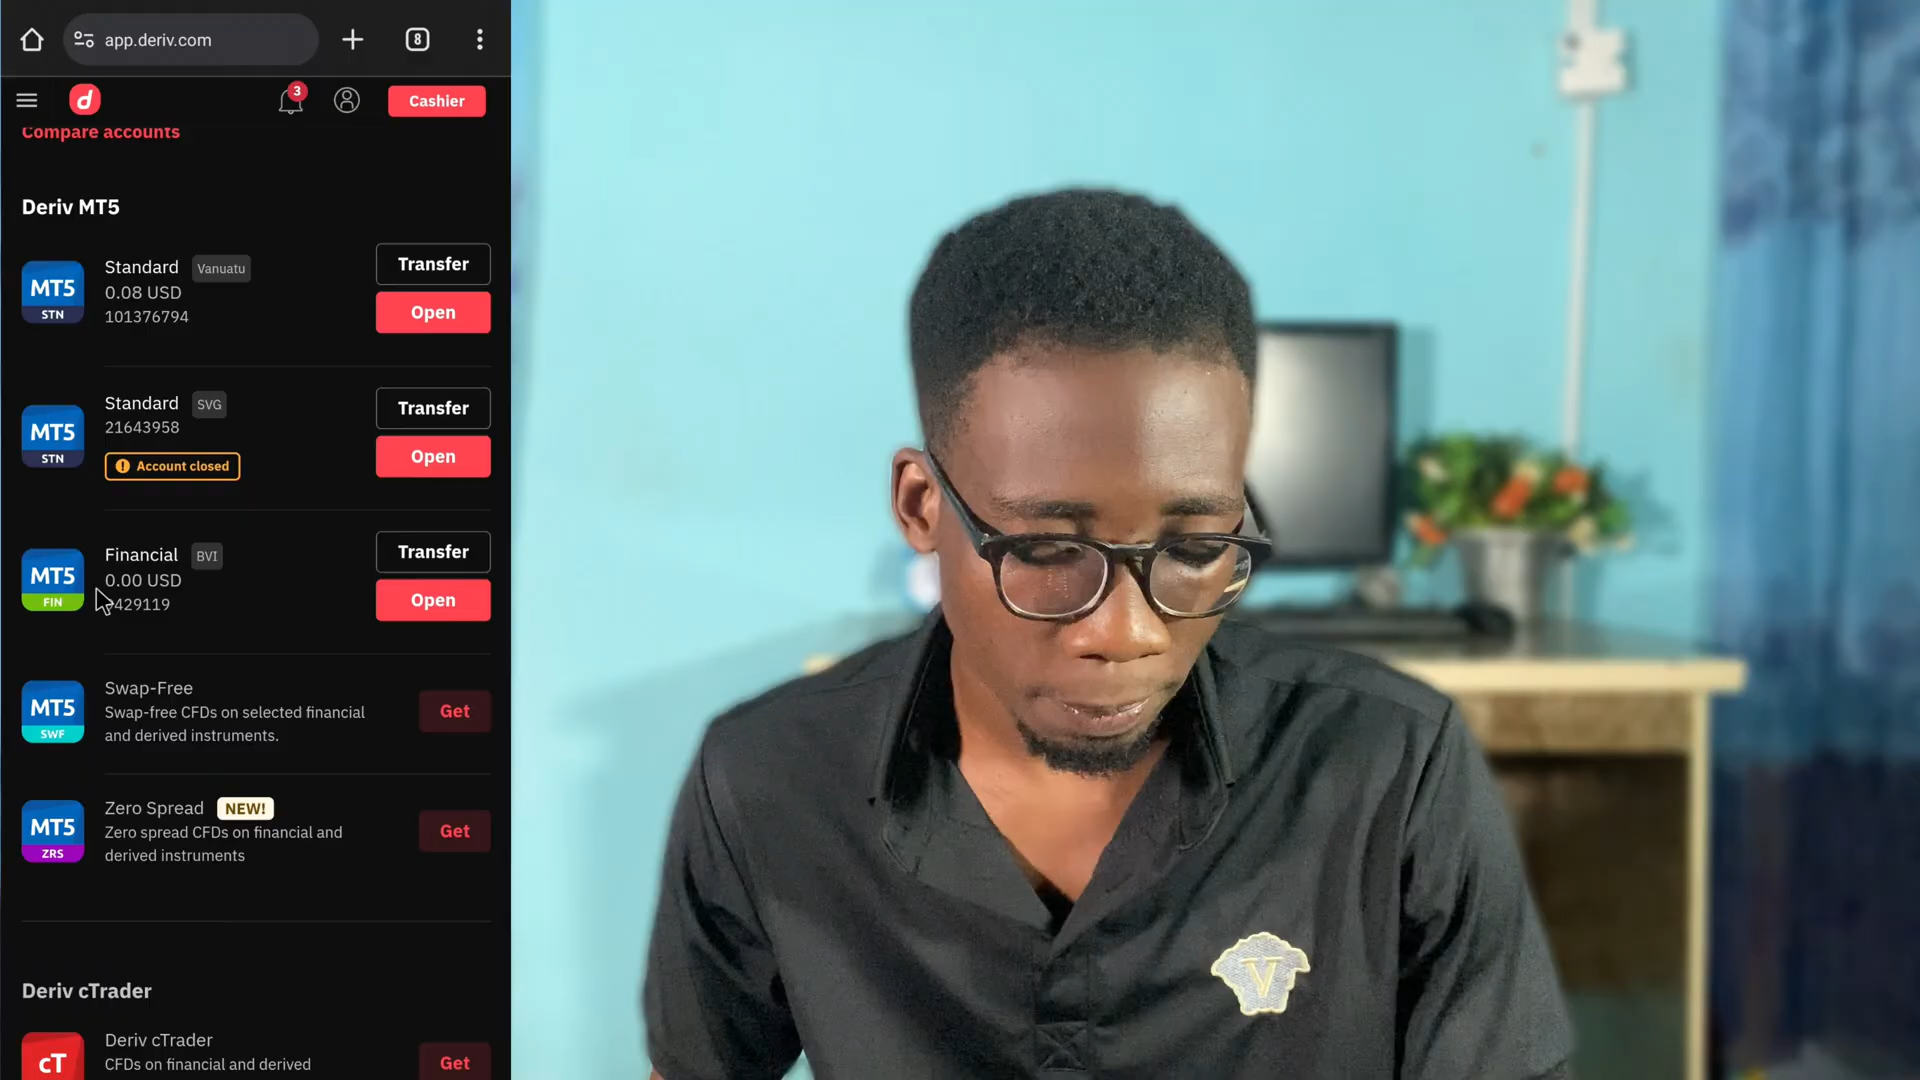 app.deriv.com
8
3
Cashier
Compare accounts
Deriv MT5
MT5
STN
Standard
Vanuatu
0.08 USD
101376794
Transfer
Open
MT5
STN
Standard
SVG
21643958
Account closed
Transfer
Open
MT5
FIN
Financial
BVI
0.00 USD
429119
Transfer
Open
MT5
SWF
Swap-Free
Swap-free CFDs on selected financial
and derived instruments.
Get
MT5
ZRS
Zero Spread
NEW!
Zero spread CFDs on financial and
derived instruments
Get
Deriv cTrader
cT
Deriv cTrader
CFDs on financial and derived
Get
V